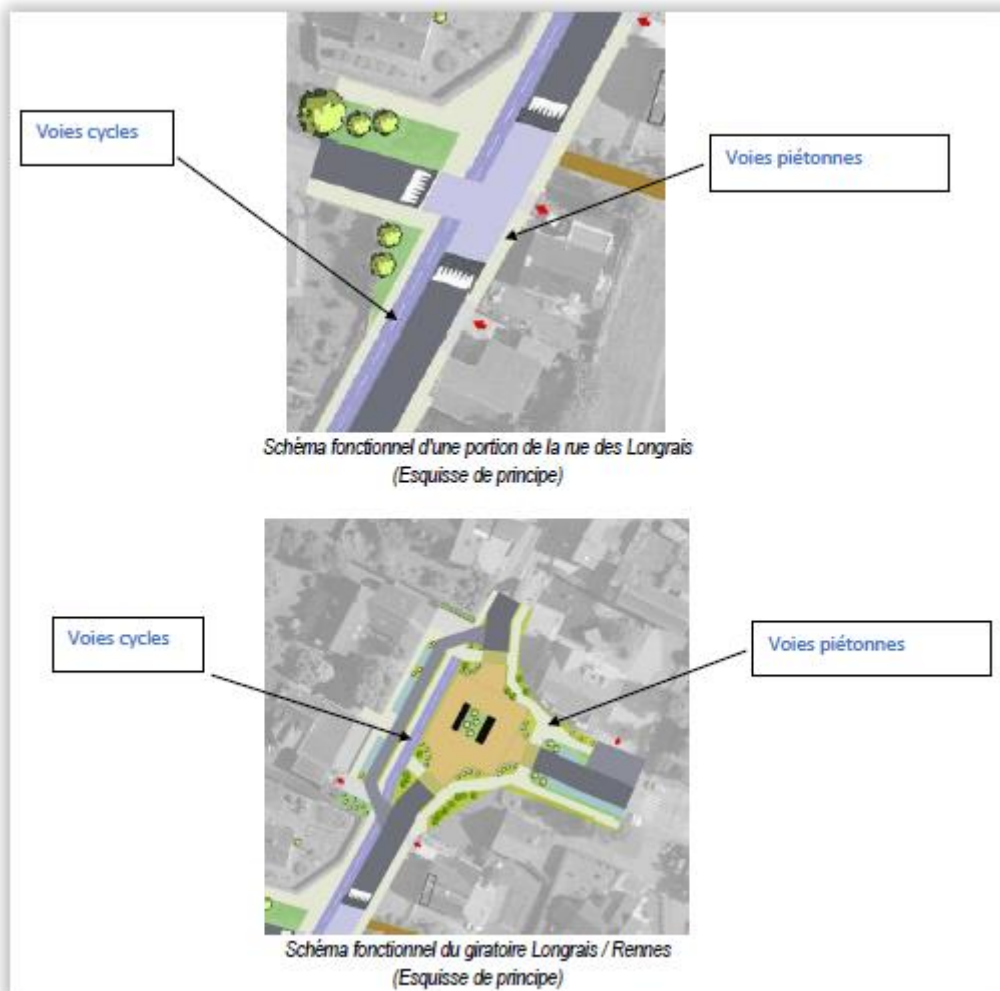 Voies cycles
Voies piétonnes
Schéma fonctionnel d'une portion de la rue des Longrais
(Esquisse de principe)
Voies cycles
Voies piétonnes
Schéma fonctionnel du giratoire Longrais / Rennes
(Esquisse de principe)